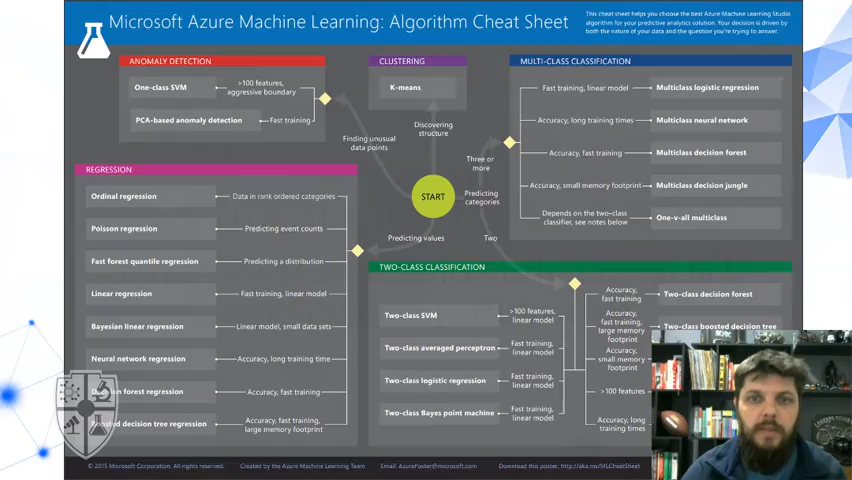 Microsoft Azure Machine Learning: Algorithm Cheat Sheet
This cheat sheet helps you choose the best Azure Machine Learning Studio
algorithm for your predictive analytics solution. Your decision is driven by
both the nature of your data and the question you're trying to answer.
ANOMALY DETECTION
One-class SVM
>100 features,
aggressive boundary
PCA-based anomaly detection
Fast training
CLUSTERING
K-means
MULTI-CLASS CLASSIFICATION
Fast training, linear model
Multiclass logistic regression
Accuracy, long training times
Multiclass neural network
Accuracy, fast training
Multiclass decision forest
Accuracy, small memory footprint
Multiclass decision jungle
Depends on the two-class
classifier, see notes below
One-v-all multiclass
Finding unusual
data points
Discovering
structure
Three or
more
START
Predicting
categories
Predicting values
Two
REGRESSION
Ordinal regression
Data in rank ordered categories
Poisson regression
Predicting event counts
Fast forest quantile regression
Predicting a distribution
Linear regression
Fast training, linear model
Bayesian linear regression
Linear model, small data sets
Neural network regression
Accuracy, long training time
Decision forest regression
Accuracy, fast training
Boosted decision tree regression
Accuracy, fast training,
large memory footprint
TWO-CLASS CLASSIFICATION
Two-class SVM
>100 features,
linear model
Two-class averaged perceptron
Fast training,
linear model
Two-class logistic regression
Fast training,
linear model
Two-class Bayes point machine
Fast training,
linear model
Accuracy,
fast training
Two-class decision forest
Accuracy,
fast training,
large memory
footprint
Two-class boosted decision tree
Accuracy,
small memory
footprint
>100 features
Accuracy, long
training times
© 2015 Microsoft Corporation. All rights reserved.
Created by the Azure Machine Learning Team
Email: AzurePoster@microsoft.com
Download this poster: http://aka.ms/MLCheatSheet